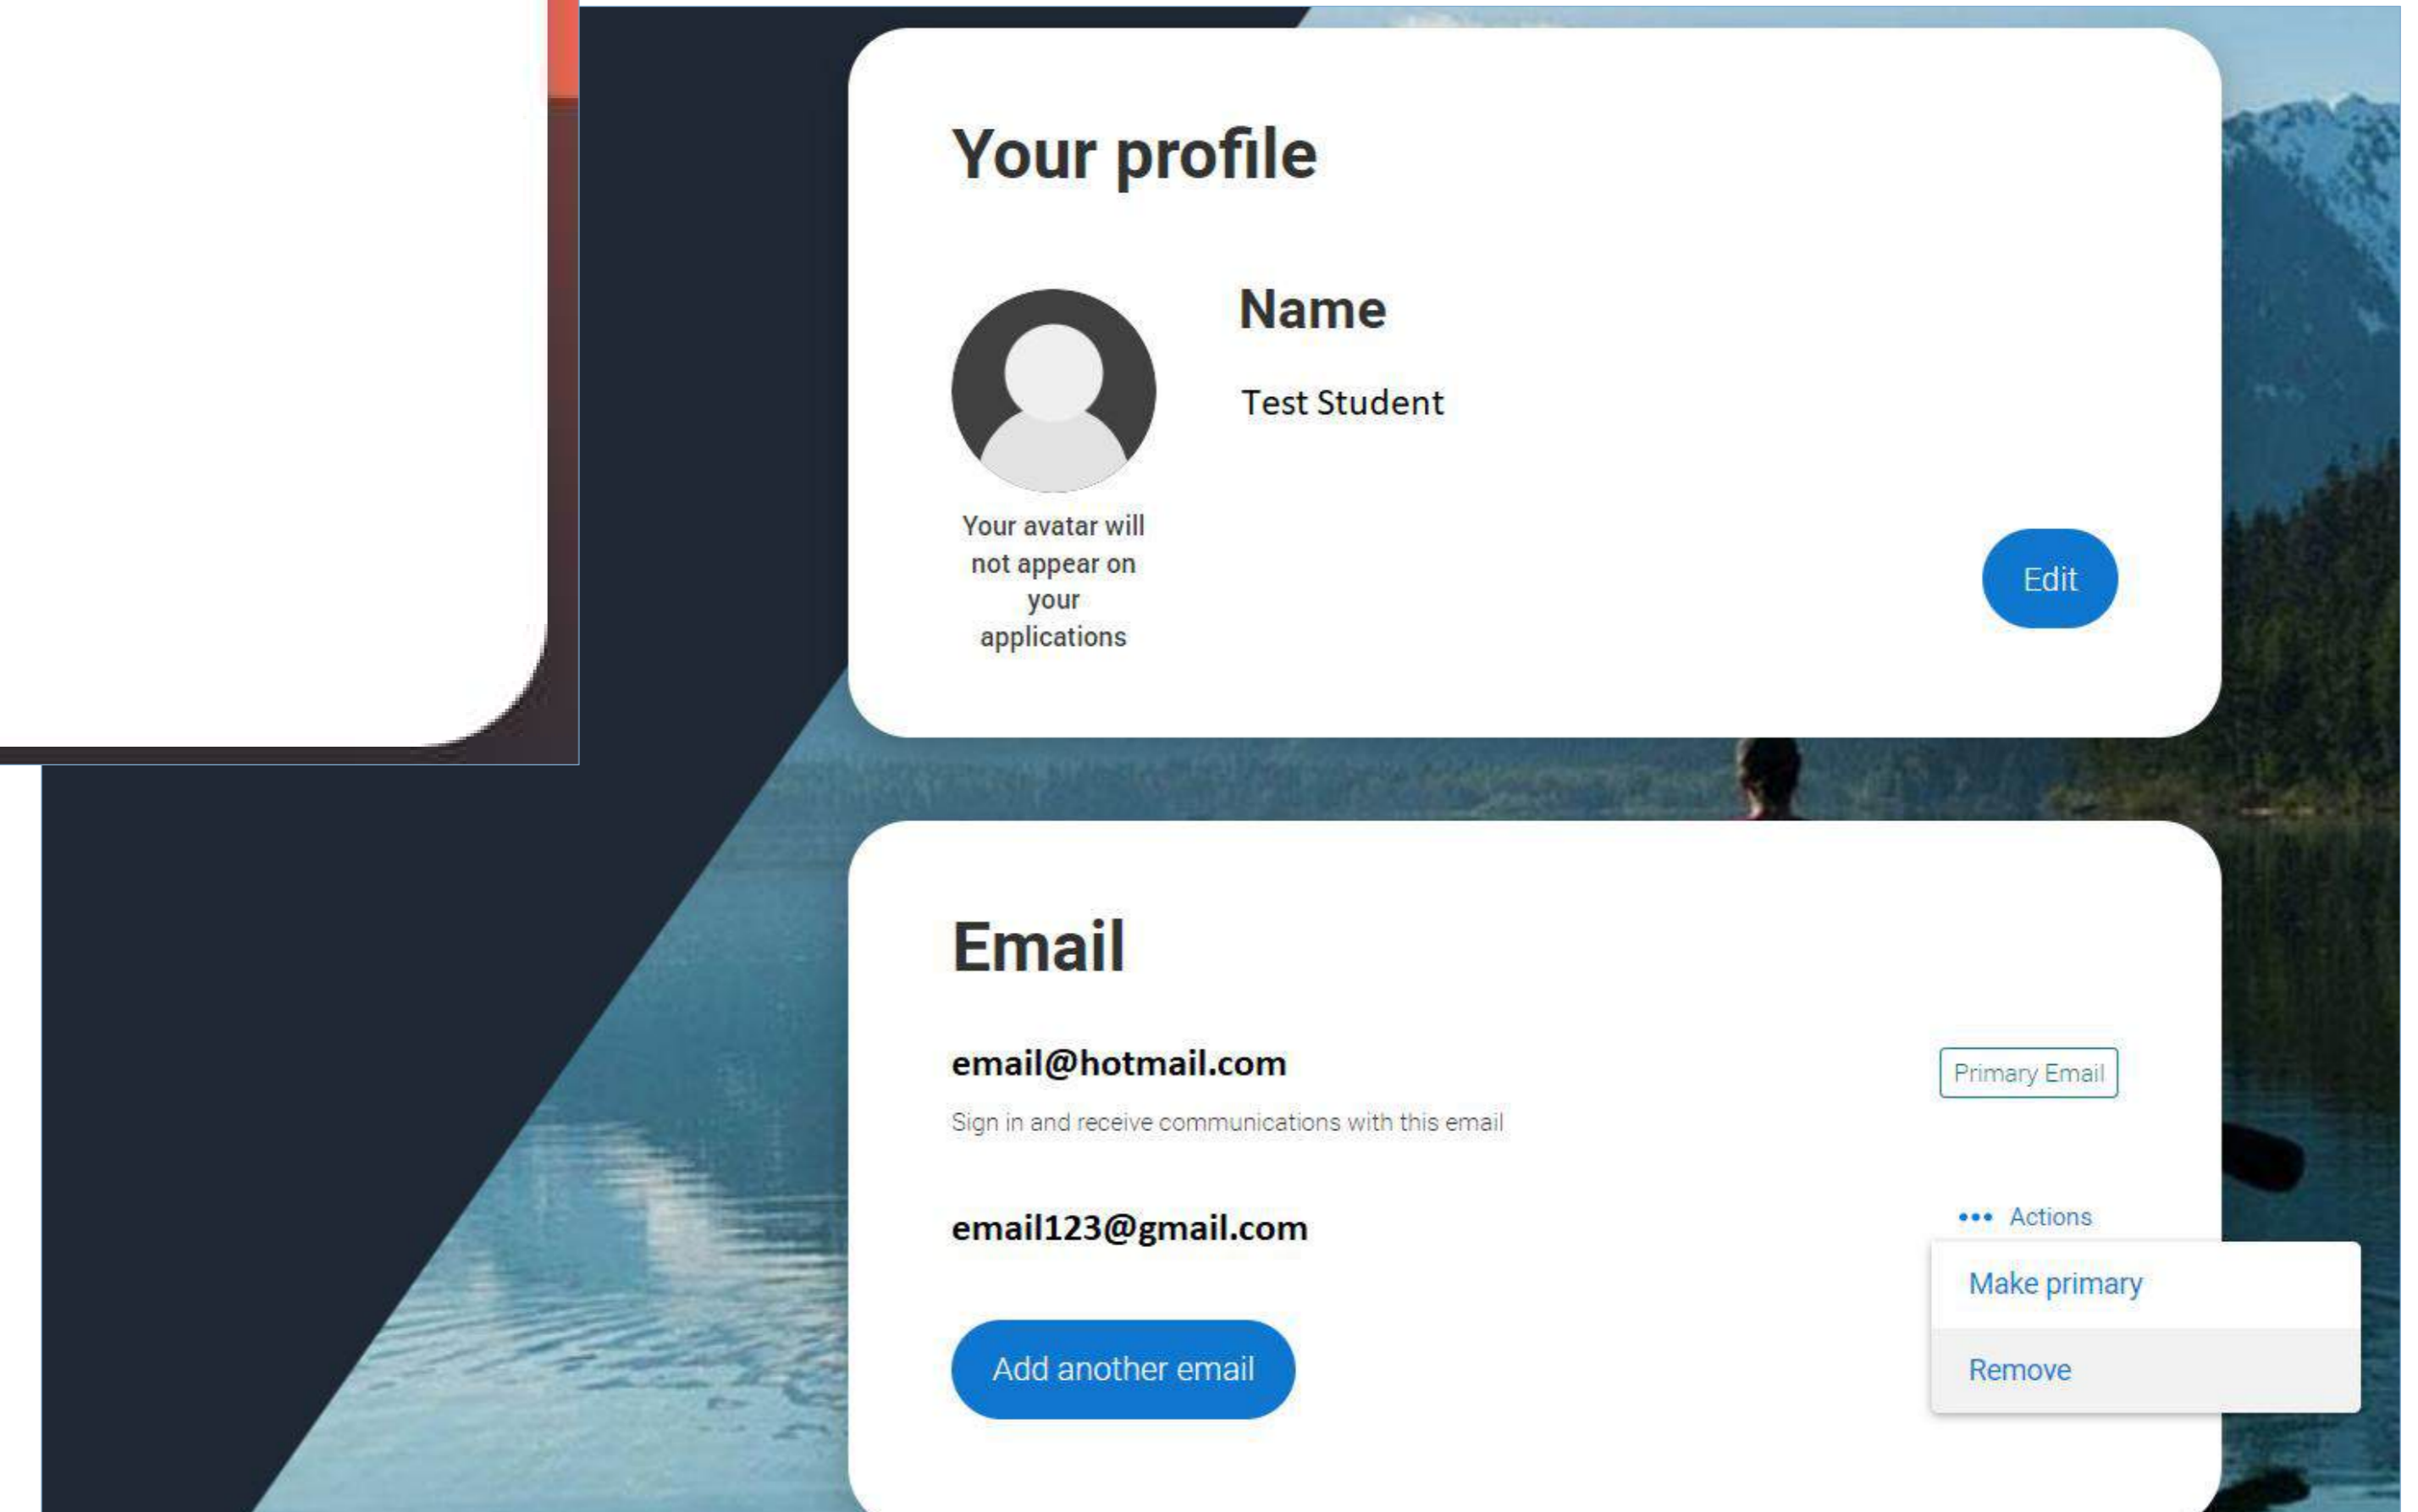 Your profile
Name
Test Student
Your avatar will
not appear on
your
applications
Edit
Email
email@hotmail.com
Primary Email
Sign in and receive communications with this email
email123@gmail.com
••• Actions
Make primary
Remove
Add another email